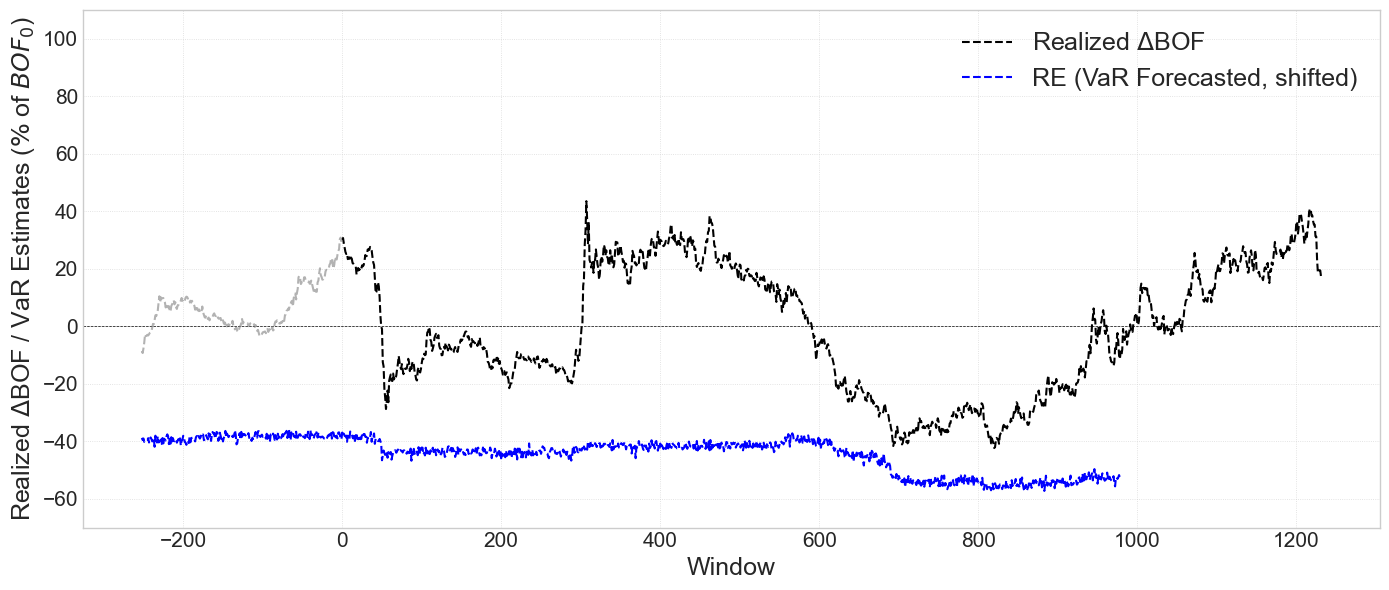 Realized ΔBOF / VaR Estimates (% of BOF₀)
100
80
60
40
20
0
−20
−40
−60
Realized ΔBOF
RE (VaR Forecasted, shifted)
−200 0 200 400 600 800 1000 1200
Window